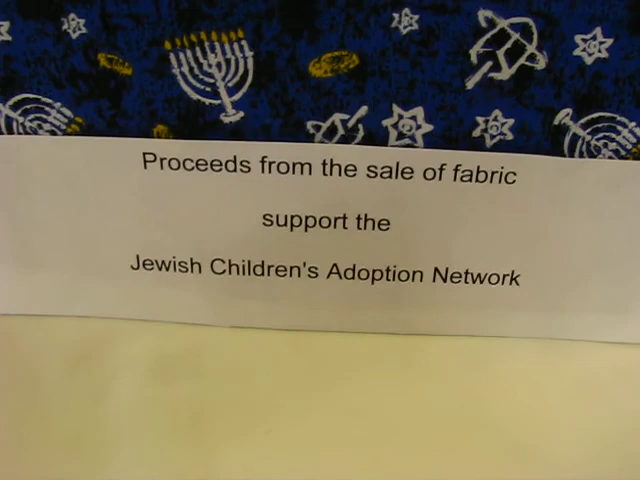 Proceeds from the sale of fabric
support the
Jewish Children's Adoption Network